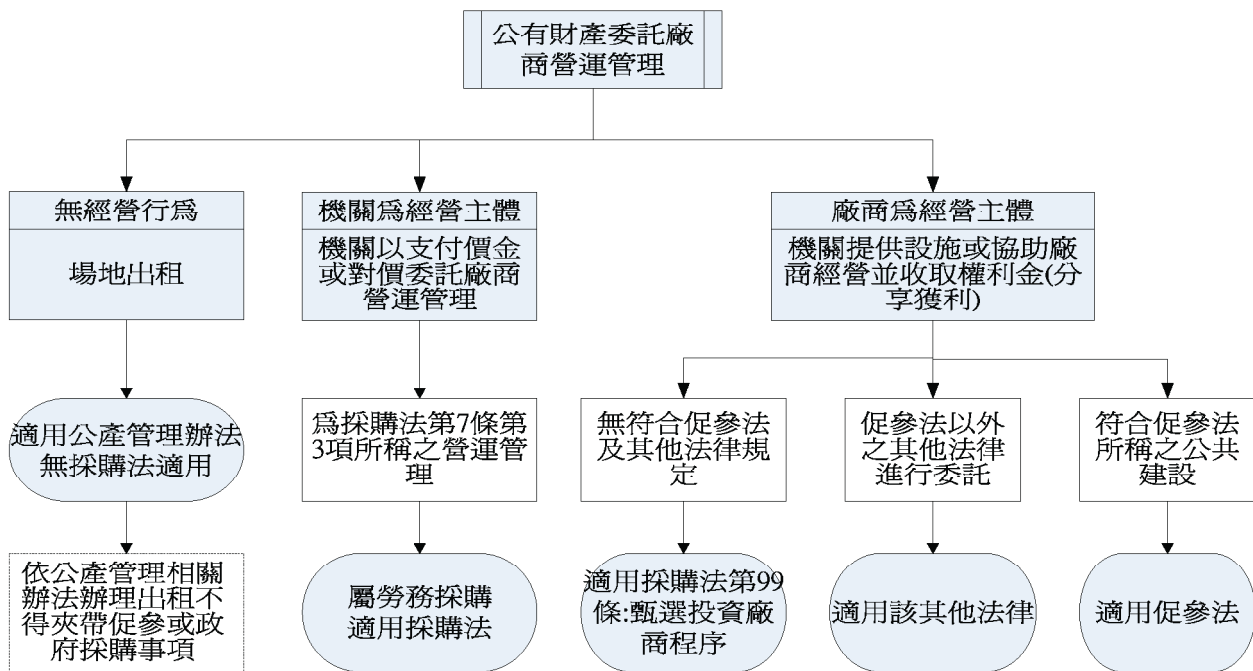 公有財產委託廠
商營運管理
無經營行為
場地出租
適用公產管理辦法
無採購法適用
依公產管理相關
辦法辦理出租不
得夾帶促參或政
府採購事項
機關為經營主體
機關以支付價金
或對價委託廠商
營運管理
為採購法第7條第
3項所稱之營運管
理
屬勞務採購
適用採購法
廠商為經營主體
機關提供設施或協助廠
商經營並收取權利金(分
享獲利)
無符合促參法
及其他法律規
定
適用採購法第99
條:甄選投資廠
商程序
促參法以外
之其他法律
進行委託
適用該其他法律
符合促參法
所稱之公共
建設
適用促參法